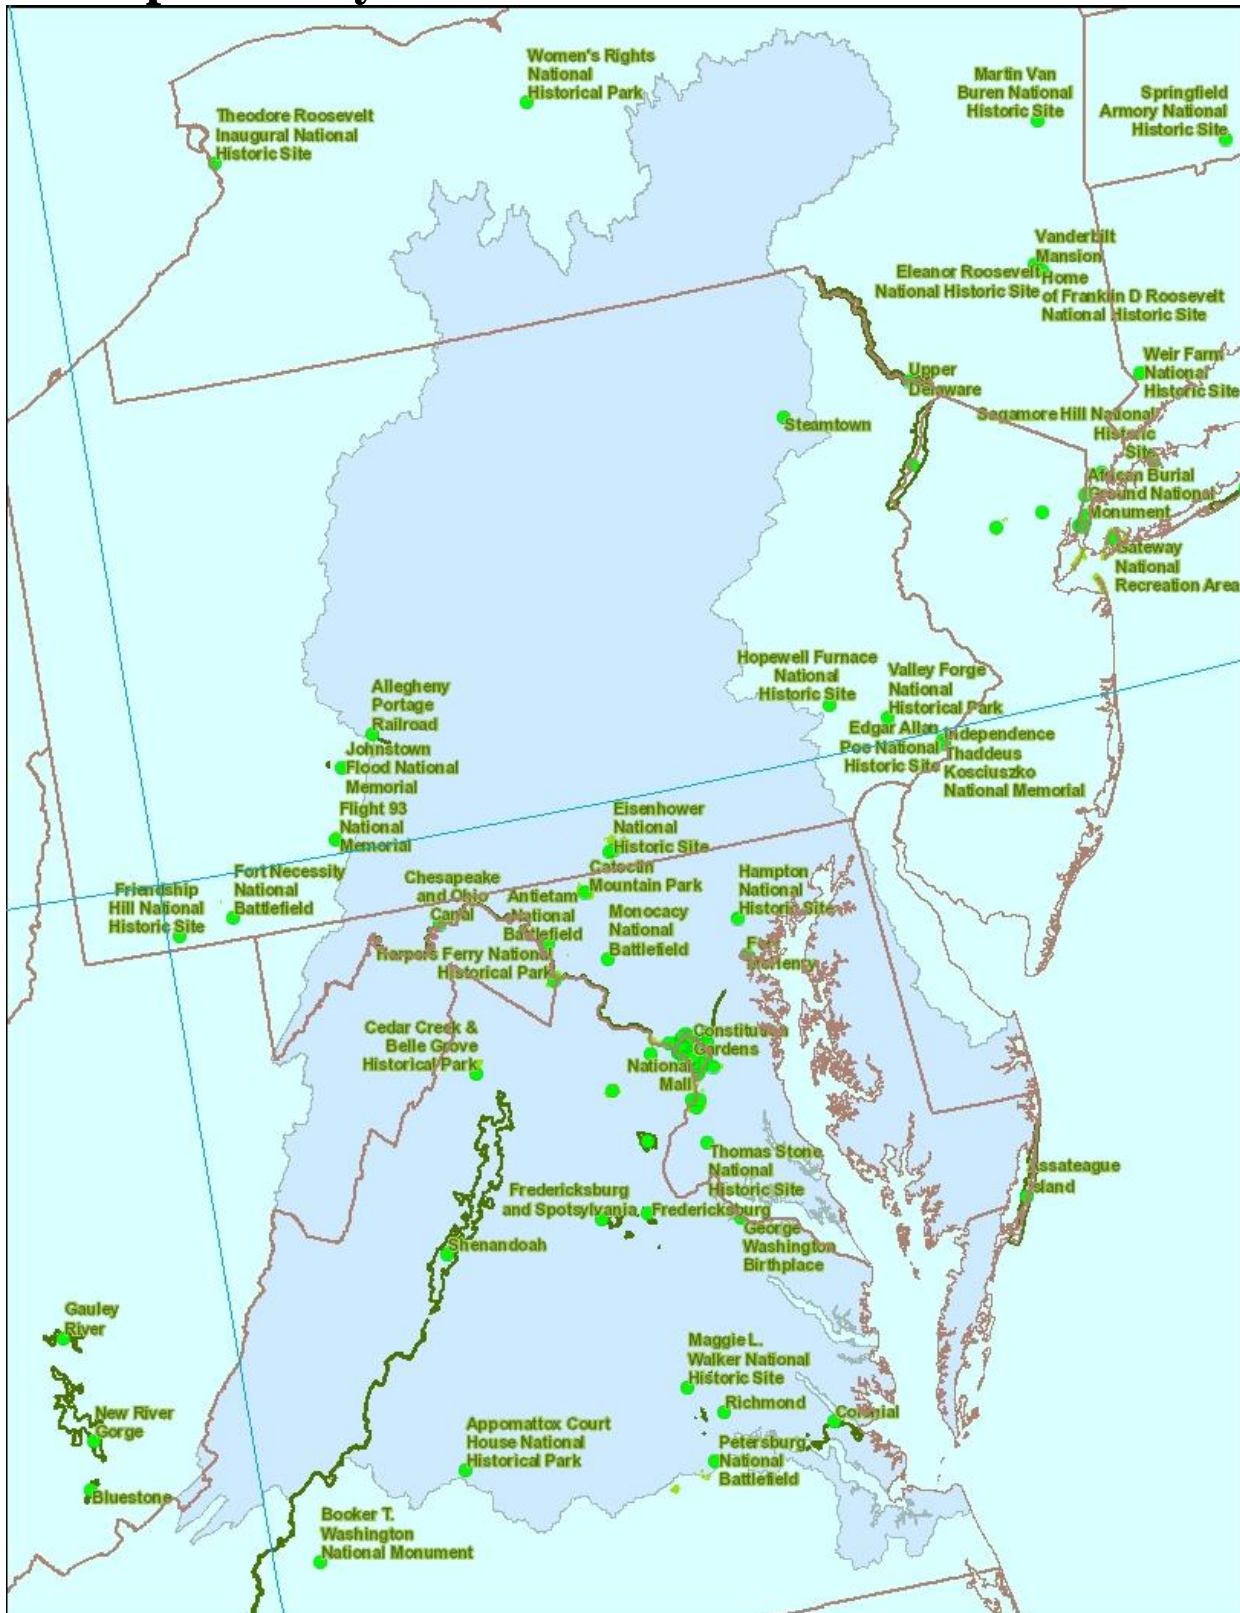 Women's Rights
National
Historical Park
Martin Van
Buren National
Historic Site
Springfield
Armory National
Historic Site
Theodore Roosevelt
Inaugural National
Historic Site
Vanderbilt
Mansion
Eleanor Roosevelt
National Historic Site
Home
of Franklin D Roosevelt
National Historic Site
Upper
Delaware
Weir Farm
National
Historic Site
Steamtown
Sagamore Hill National
Historic
Site
African Burial
Ground National
Monument
Gateway
National
Recreation Area
Hopewell Furnace
National
Historic Site
Valley Forge
National
Historical Park
Allegheny
Portage
Railroad
Edgar Allan
Poe National
Historic Site
Independence
Thaddeus
Kosciuszko
National Memorial
Johnstown
Flood National
Memorial
Flight 93
National
Memorial
Eisenhower
National
Historic Site
Fort Necessity
National
Battlefield
Friendship
Hill National
Historic Site
Chesapeake
and Ohio
Canal
Antietam
National
Battlefield
Catoctin
Mountain Park
Hampton
National
Historic Site
Monocacy
National
Battlefield
Harpers Ferry National
Historical Park
Fort
McHenry
Cedar Creek &
Belle Grove
Historical Park
Constitution
Gardens
National
Mall
Thomas Stone
National
Historic Site
Assateague
Island
Fredericksburg
and Spotsylvania
Fredericksburg
George
Washington
Birthplace
Shenandoah
Gauley
River
Maggie L.
Walker National
Historic Site
New River
Gorge
Richmond
Colonial
Appomattox Court
House National
Historical Park
Petersburg
National
Battlefield
Bluestone
Booker T.
Washington
National Monument